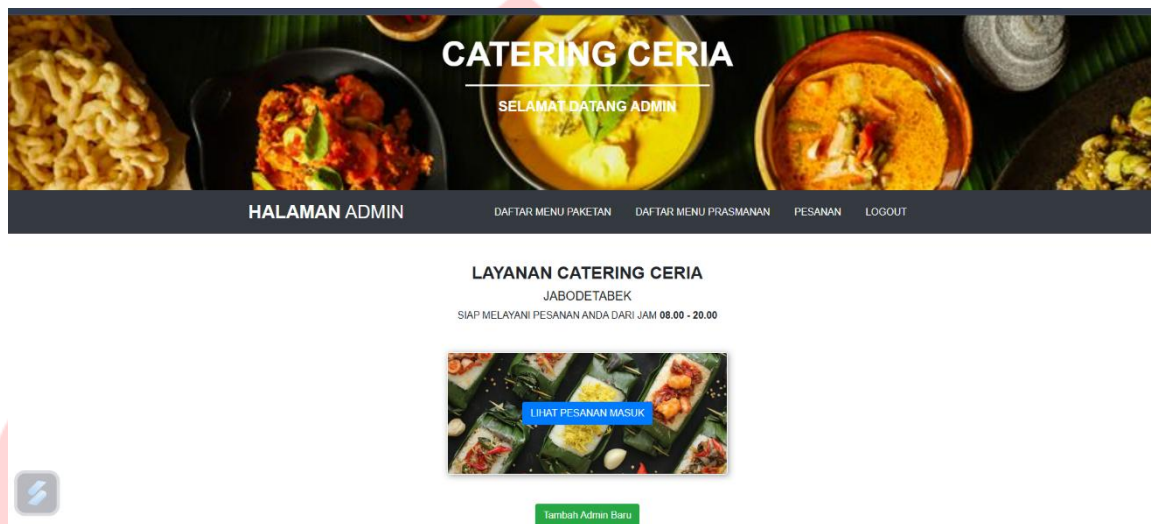 CATERING CERIA
SELAMAT DATANG ADMIN
HALAMAN ADMIN DAFTAR MENU PAKETAN DAFTAR MENU PRASMANAN PESANAN LOGOUT
LAYANAN CATERING CERIA
JABODETABEK
SIAP MELAYANI PESANAN ANDA DARI JAM 08.00 - 20.00
LIHAT PESANAN MASUK
Tambah Admin Baru